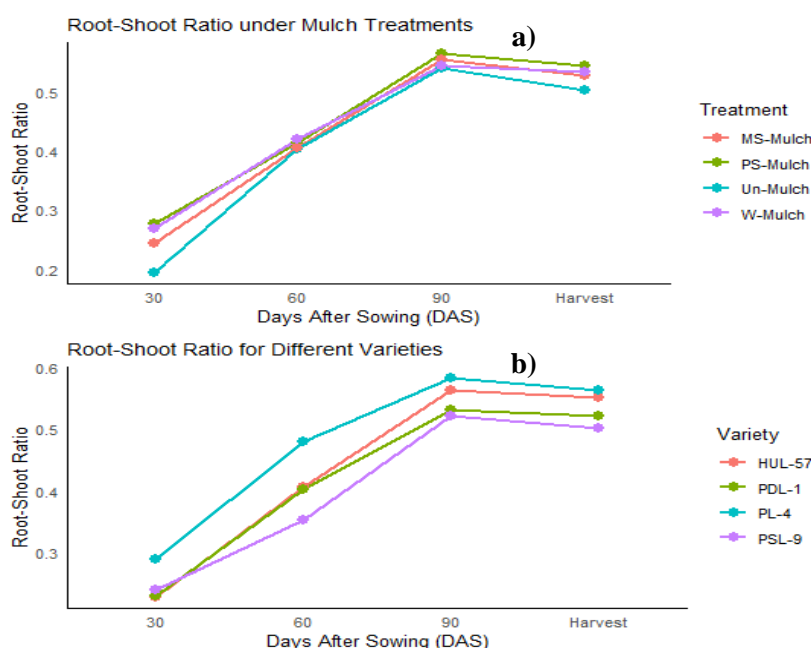 Root-Shoot Ratio under Mulch Treatments
a)
Root-Shoot Ratio
0.5
0.4
0.3
0.2
30 60 90 Harvest
Days After Sowing (DAS)
Treatment
MS-Mulch
PS-Mulch
Un-Mulch
W-Mulch
Root-Shoot Ratio for Different Varieties
b)
Root-Shoot Ratio
0.6
0.5
0.4
0.3
30 60 90 Harvest
Days After Sowing (DAS)
Variety
HUL-57
PDL-1
PL-4
PSL-9